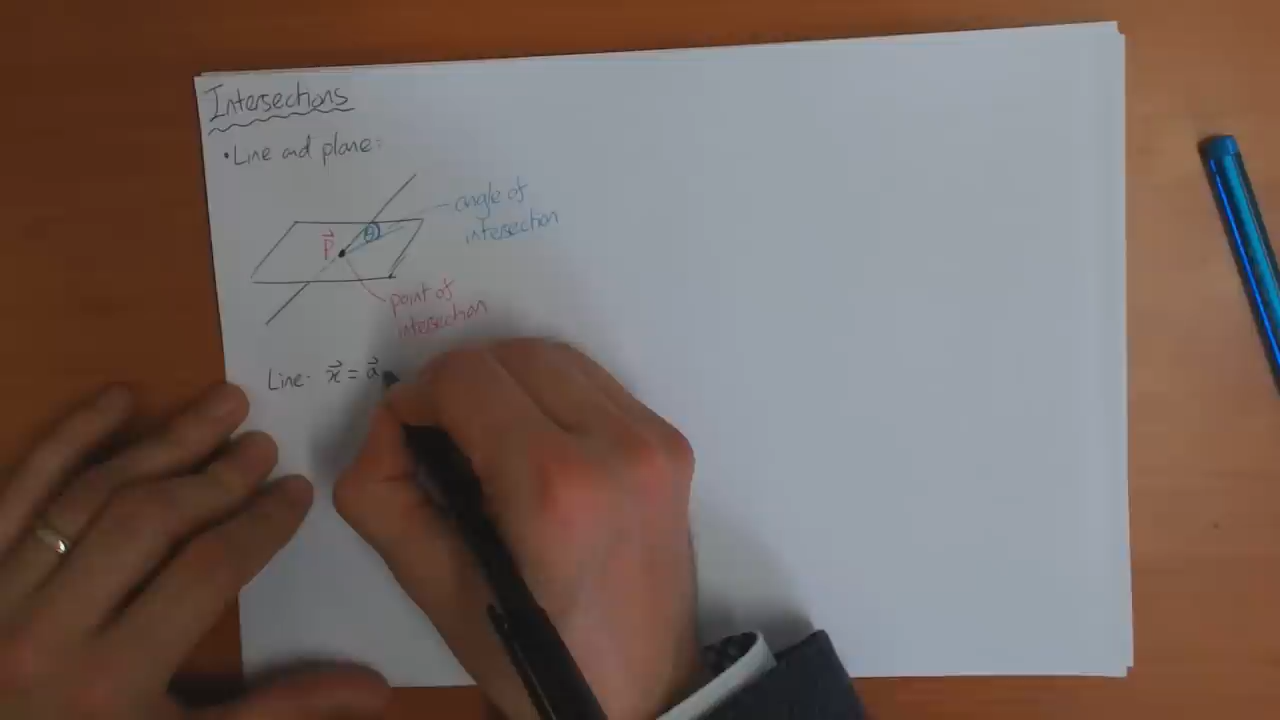 Intersections
• Line and plane:
angle of
intersection
θ
P⃗
point of
intersection
Line: x⃗ = a⃗